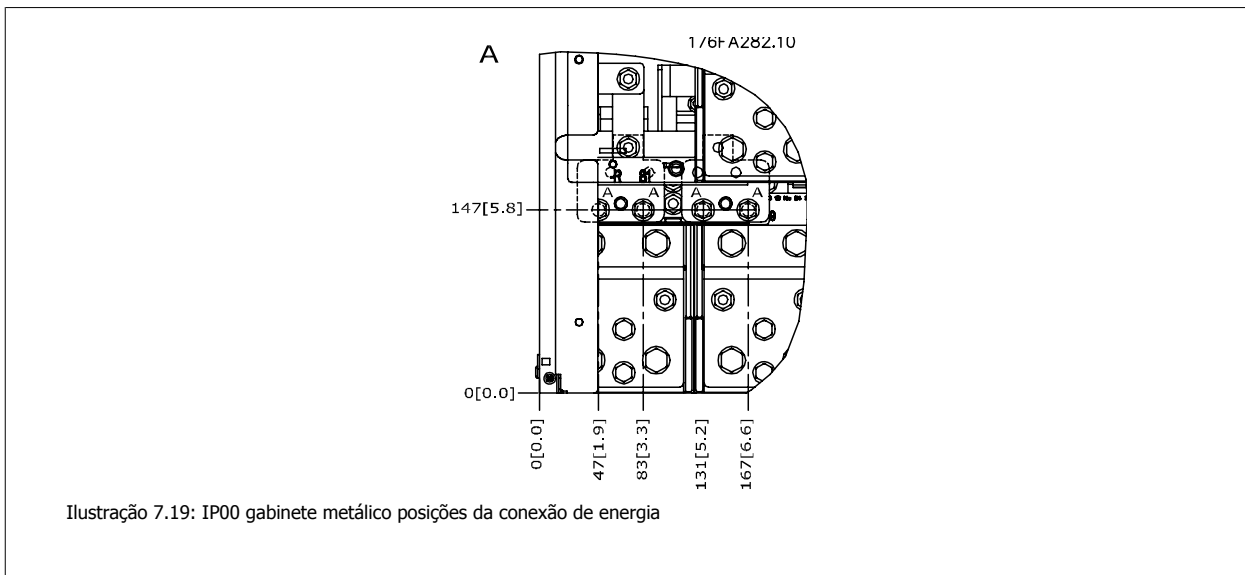 176FA282.10
A
R 81
A A A A
147[5.8]
0[0.0]
0[0.0]
47[1.9]
83[3.3]
131[5.2]
167[6.6]
Ilustração 7.19: IP00 gabinete metálico posições da conexão de energia